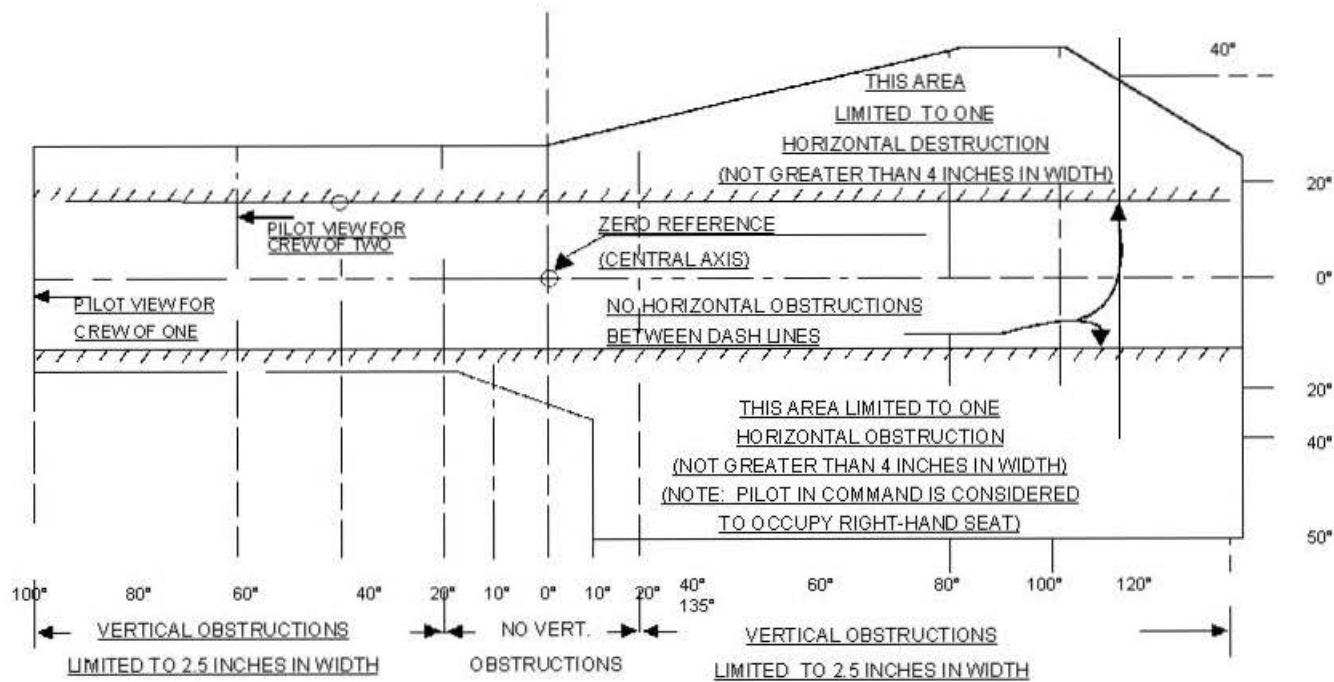 40°
THIS AREA
LIMITED TO ONE
HORIZONTAL DESTRUCTION
(NOT GREATER THAN 4 INCHES IN WIDTH)
20°
PILOT VIEW FOR
CREW OF TWO
ZERO REFERENCE
(CENTRAL AXIS)
0°
PILOT VIEW FOR
CREW OF ONE
NO HORIZONTAL OBSTRUCTIONS
BETWEEN DASH LINES
20°
THIS AREA LIMITED TO ONE
HORIZONTAL OBSTRUCTION
(NOT GREATER THAN 4 INCHES IN WIDTH)
(NOTE: PILOT IN COMMAND IS CONSIDERED
TO OCCUPY RIGHT-HAND SEAT)
40°
50°
100° 80° 60° 40° 20° 10° 0° 10° 20° 40° 60° 80° 100° 120°
135°
VERTICAL OBSTRUCTIONS
LIMITED TO 2.5 INCHES IN WIDTH
NO VERT.
OBSTRUCTIONS
VERTICAL OBSTRUCTIONS
LIMITED TO 2.5 INCHES IN WIDTH